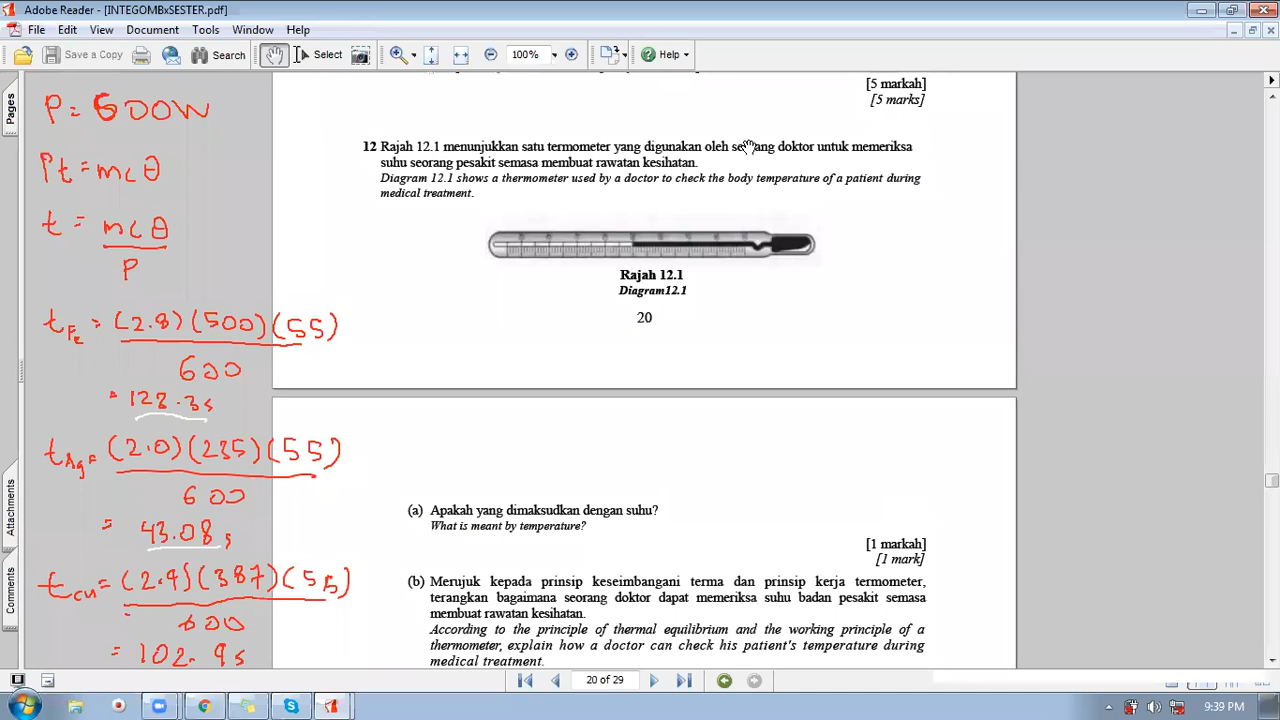 Adobe Reader - [INTEGOMBxSESTER.pdf]
File Edit View Document Tools Window Help
Save a Copy Search Select 100% Help
Pages
Attachments
Comments
P = 600W
Pt = mcθ
t = mcθ
P
tFe = (2.8)(500)(55)
600
= 128.3s
tAg = (2.0)(235)(55)
600
= 43.08s
tCu = (2.9)(387)(55)
600
= 102.9s
[5 markah]
[5 marks]
12 Rajah 12.1 menunjukkan satu termometer yang digunakan oleh seorang doktor untuk memeriksa
suhu seorang pesakit semasa membuat rawatan kesihatan.
Diagram 12.1 shows a thermometer used by a doctor to check the body temperature of a patient during
medical treatment.
Rajah 12.1
Diagram12.1
20
(a) Apakah yang dimaksudkan dengan suhu?
What is meant by temperature?
[1 markah]
[1 mark]
(b) Merujuk kepada prinsip keseimbangani terma dan prinsip kerja termometer,
terangkan bagaimana seorang doktor dapat memeriksa suhu badan pesakit semasa
membuat rawatan kesihatan.
According to the principle of thermal equilibrium and the working principle of a
thermometer, explain how a doctor can check his patient's temperature during
medical treatment.
20 of 29
9:39 PM